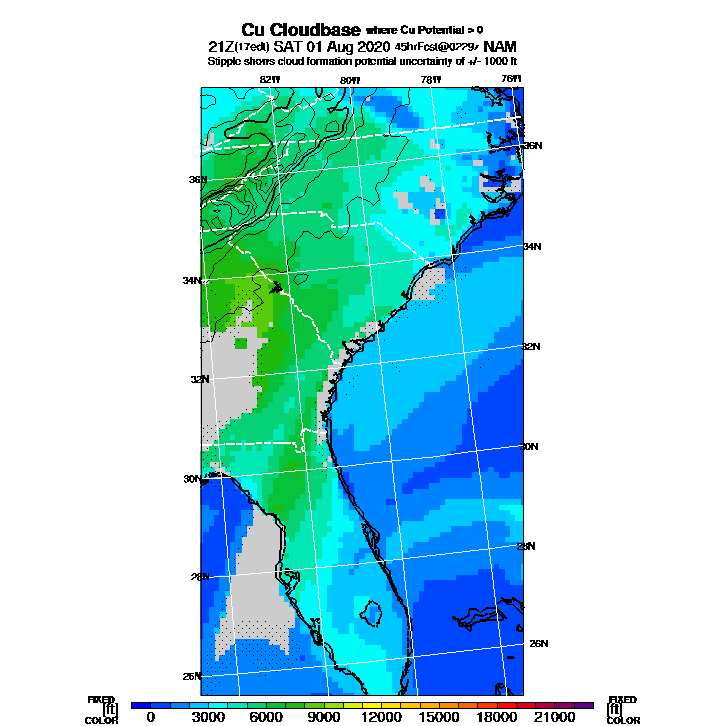 Cu Cloudbase where Cu Potential > 0
21Z(17edt) SAT 01 Aug 2020 45hrFcst@0229z NAM
Stipple shows cloud formation potential uncertainty of +/- 1000 ft
82W 80W 78W 76W
36N
36N
34N
34N
32N
32N
30N
30N
28N
28N
26N
26N
FIXED FIXED
[ft] [ft]
COLOR COLOR
0 3000 6000 9000 12000 15000 18000 21000